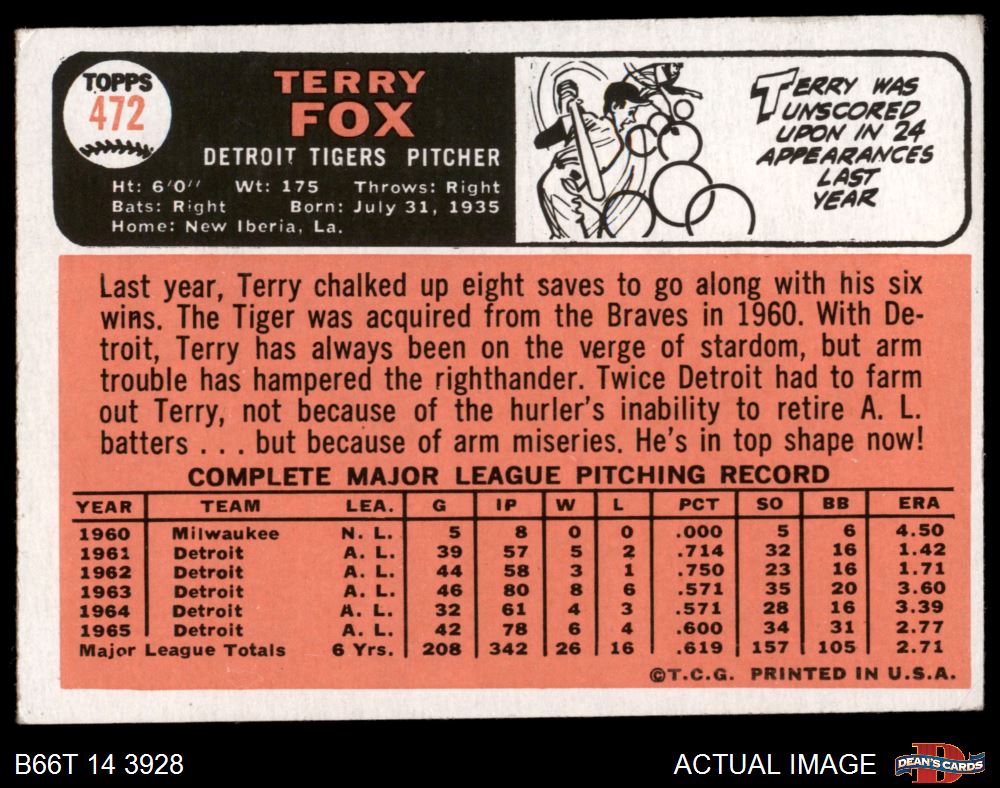 TOPPS
472
TERRY
FOX
DETROIT TIGERS PITCHER
Ht: 6'0" Wt: 175 Throws: Right
Bats: Right Born: July 31, 1935
Home: New Iberia, La.
TERRY WAS
UNSCORED
UPON IN 24
APPEARANCES
LAST
YEAR
Last year, Terry chalked up eight saves to go along with his six
wins. The Tiger was acquired from the Braves in 1960. With De-
troit, Terry has always been on the verge of stardom, but arm
trouble has hampered the righthander. Twice Detroit had to farm
out Terry, not because of the hurler's inability to retire A. L.
batters . . . but because of arm miseries. He's in top shape now!
COMPLETE MAJOR LEAGUE PITCHING RECORD
YEAR TEAM LEA. G IP W L PCT SO BB ERA
1960 Milwaukee N. L. 5 8 0 0 .000 5 6 4.50
1961 Detroit A. L. 39 57 5 2 .714 32 16 1.42
1962 Detroit A. L. 44 58 3 1 .750 23 16 1.71
1963 Detroit A. L. 46 80 8 6 .571 35 20 3.60
1964 Detroit A. L. 32 61 4 3 .571 28 16 3.39
1965 Detroit A. L. 42 78 6 4 .600 34 31 2.77
Major League Totals 6 Yrs. 208 342 26 16 .619 157 105 2.71
©T.C.G. PRINTED IN U.S.A.
B66T 14 3928
ACTUAL IMAGE
DEAN'S CARDS